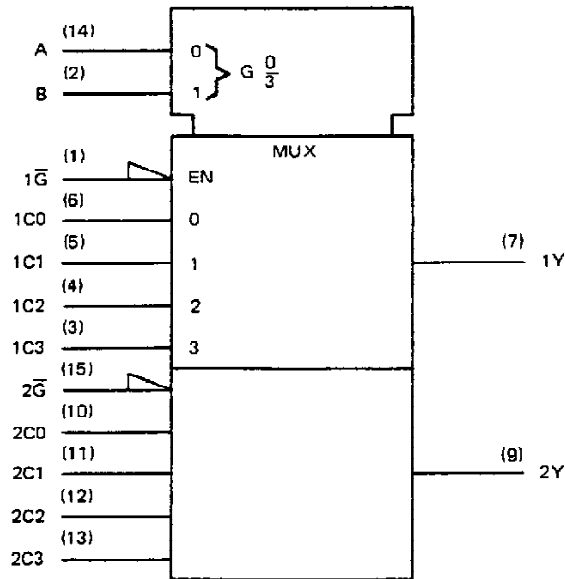 A (14) 0 G 0/3
B (2) 1
MUX
1G̅ (1) EN
1C0 (6) 0
1C1 (5) 1 (7) 1Y
1C2 (4) 2
1C3 (3) 3
2G̅ (15)
2C0 (10)
2C1 (11) (9) 2Y
2C2 (12)
2C3 (13)